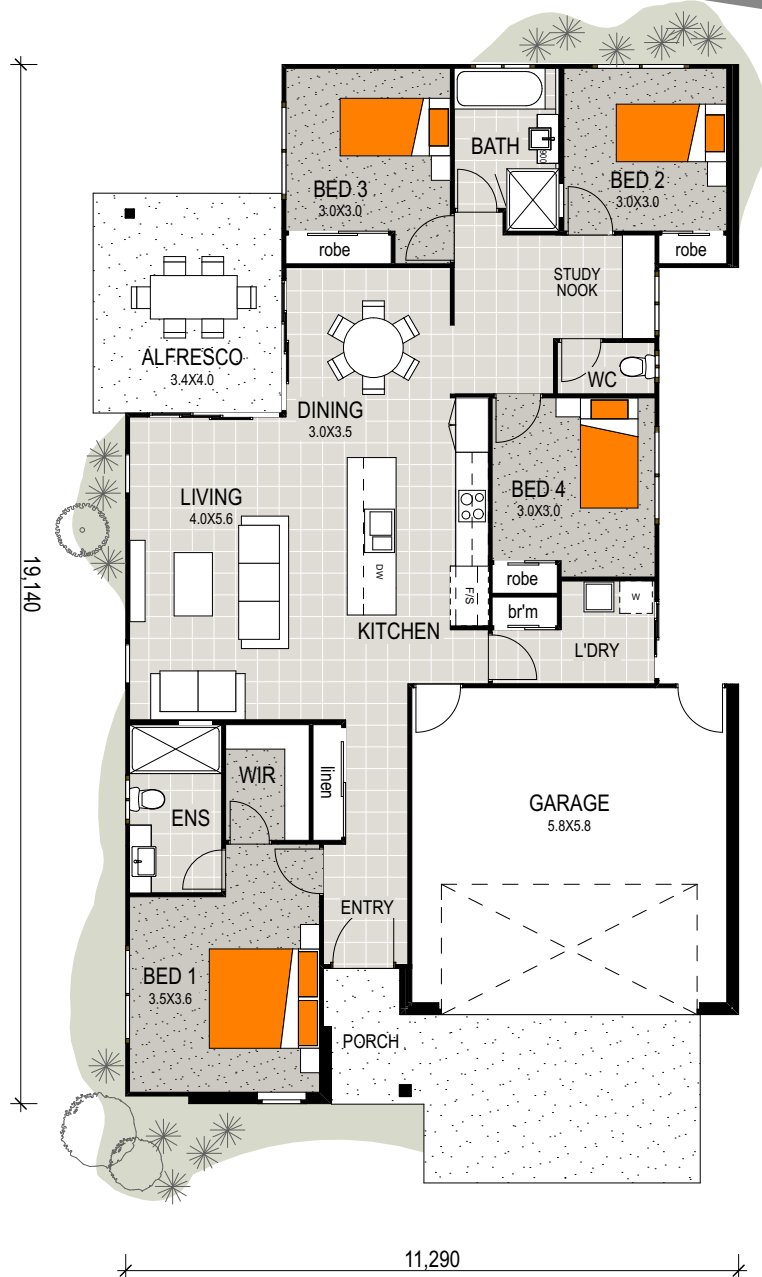 BATH
900
BED 3
3.0X3.0
BED 2
3.0X3.0
robe
robe
STUDY
NOOK
ALFRESCO
3.4X4.0
WC
DINING
3.0X3.5
LIVING
4.0X5.6
BED 4
3.0X3.0
DW
F/S
robe
W
br'm
KITCHEN
L'DRY
19,140
WIR
linen
ENS
GARAGE
5.8X5.8
ENTRY
BED 1
3.5X3.6
PORCH
11,290